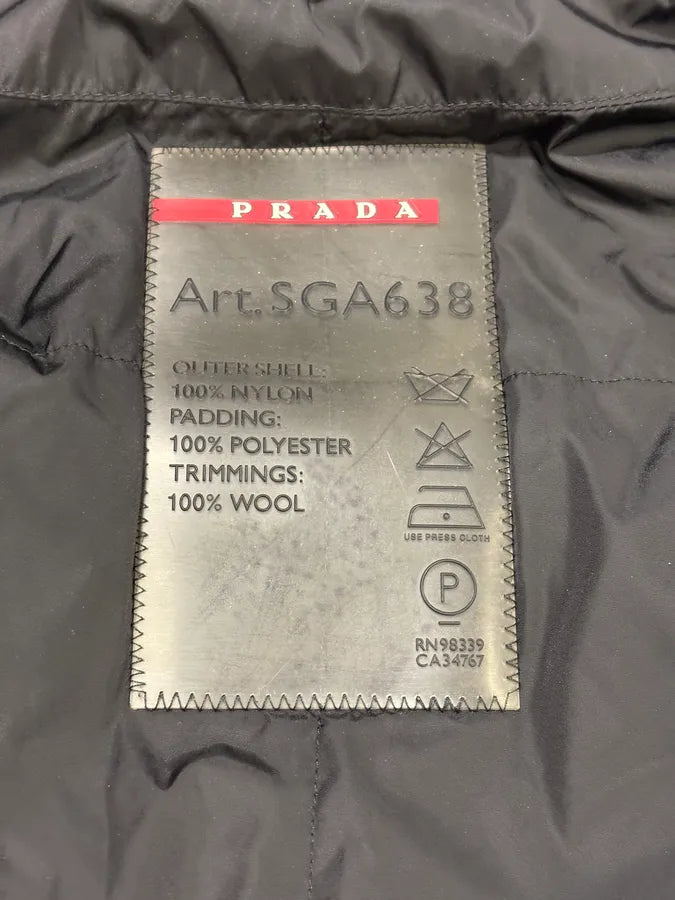 PRADA
Art. SGA638
OUTER SHELL:
100% NYLON
PADDING:
100% POLYESTER
TRIMMINGS:
100% WOOL
USE PRESS CLOTH
P
RN98339
CA34767